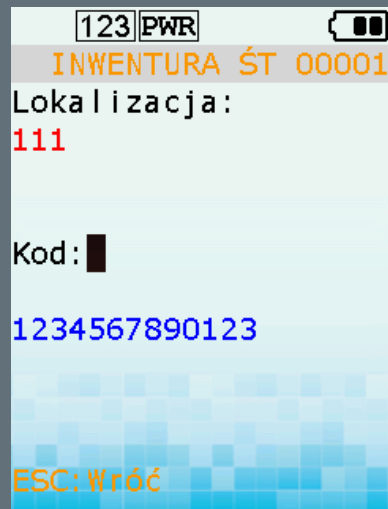 123 PWR
INWENTURA ŚT 00001
Lokalizacja:
111
Kod:
1234567890123
ESC:Wróć